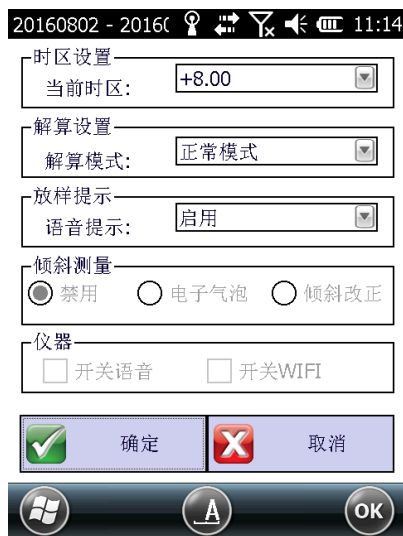 20160802 - 2016( 11:14
时区设置
当前时区: +8.00
解算设置
解算模式: 正常模式
放样提示
语音提示: 启用
倾斜测量
禁用 电子气泡 倾斜改正
仪器
开关语音 开关WIFI
确定 取消
A OK